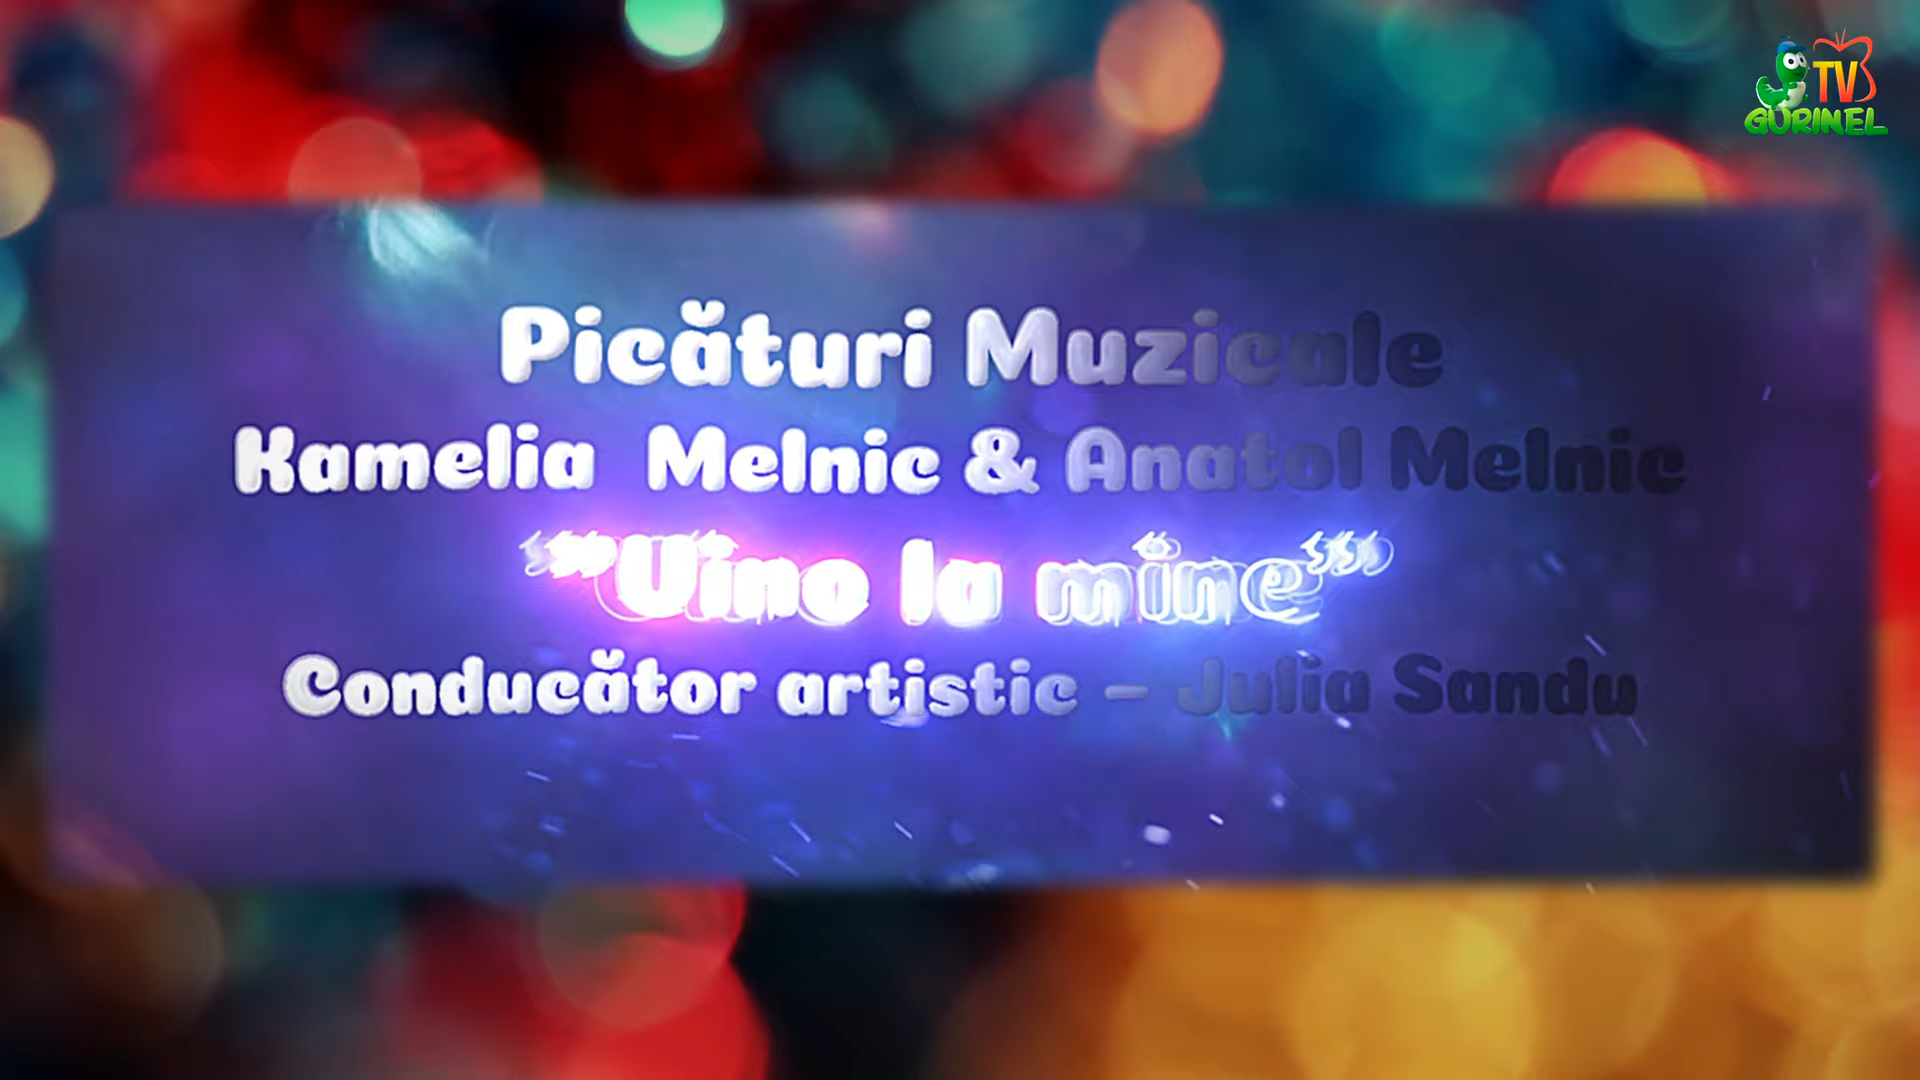 TV
GURINEL
Picături Muzicale
Kamelia Melnic & Anatol Melnic
”Vino la mine”
Conducător artistic – Julia Sandu